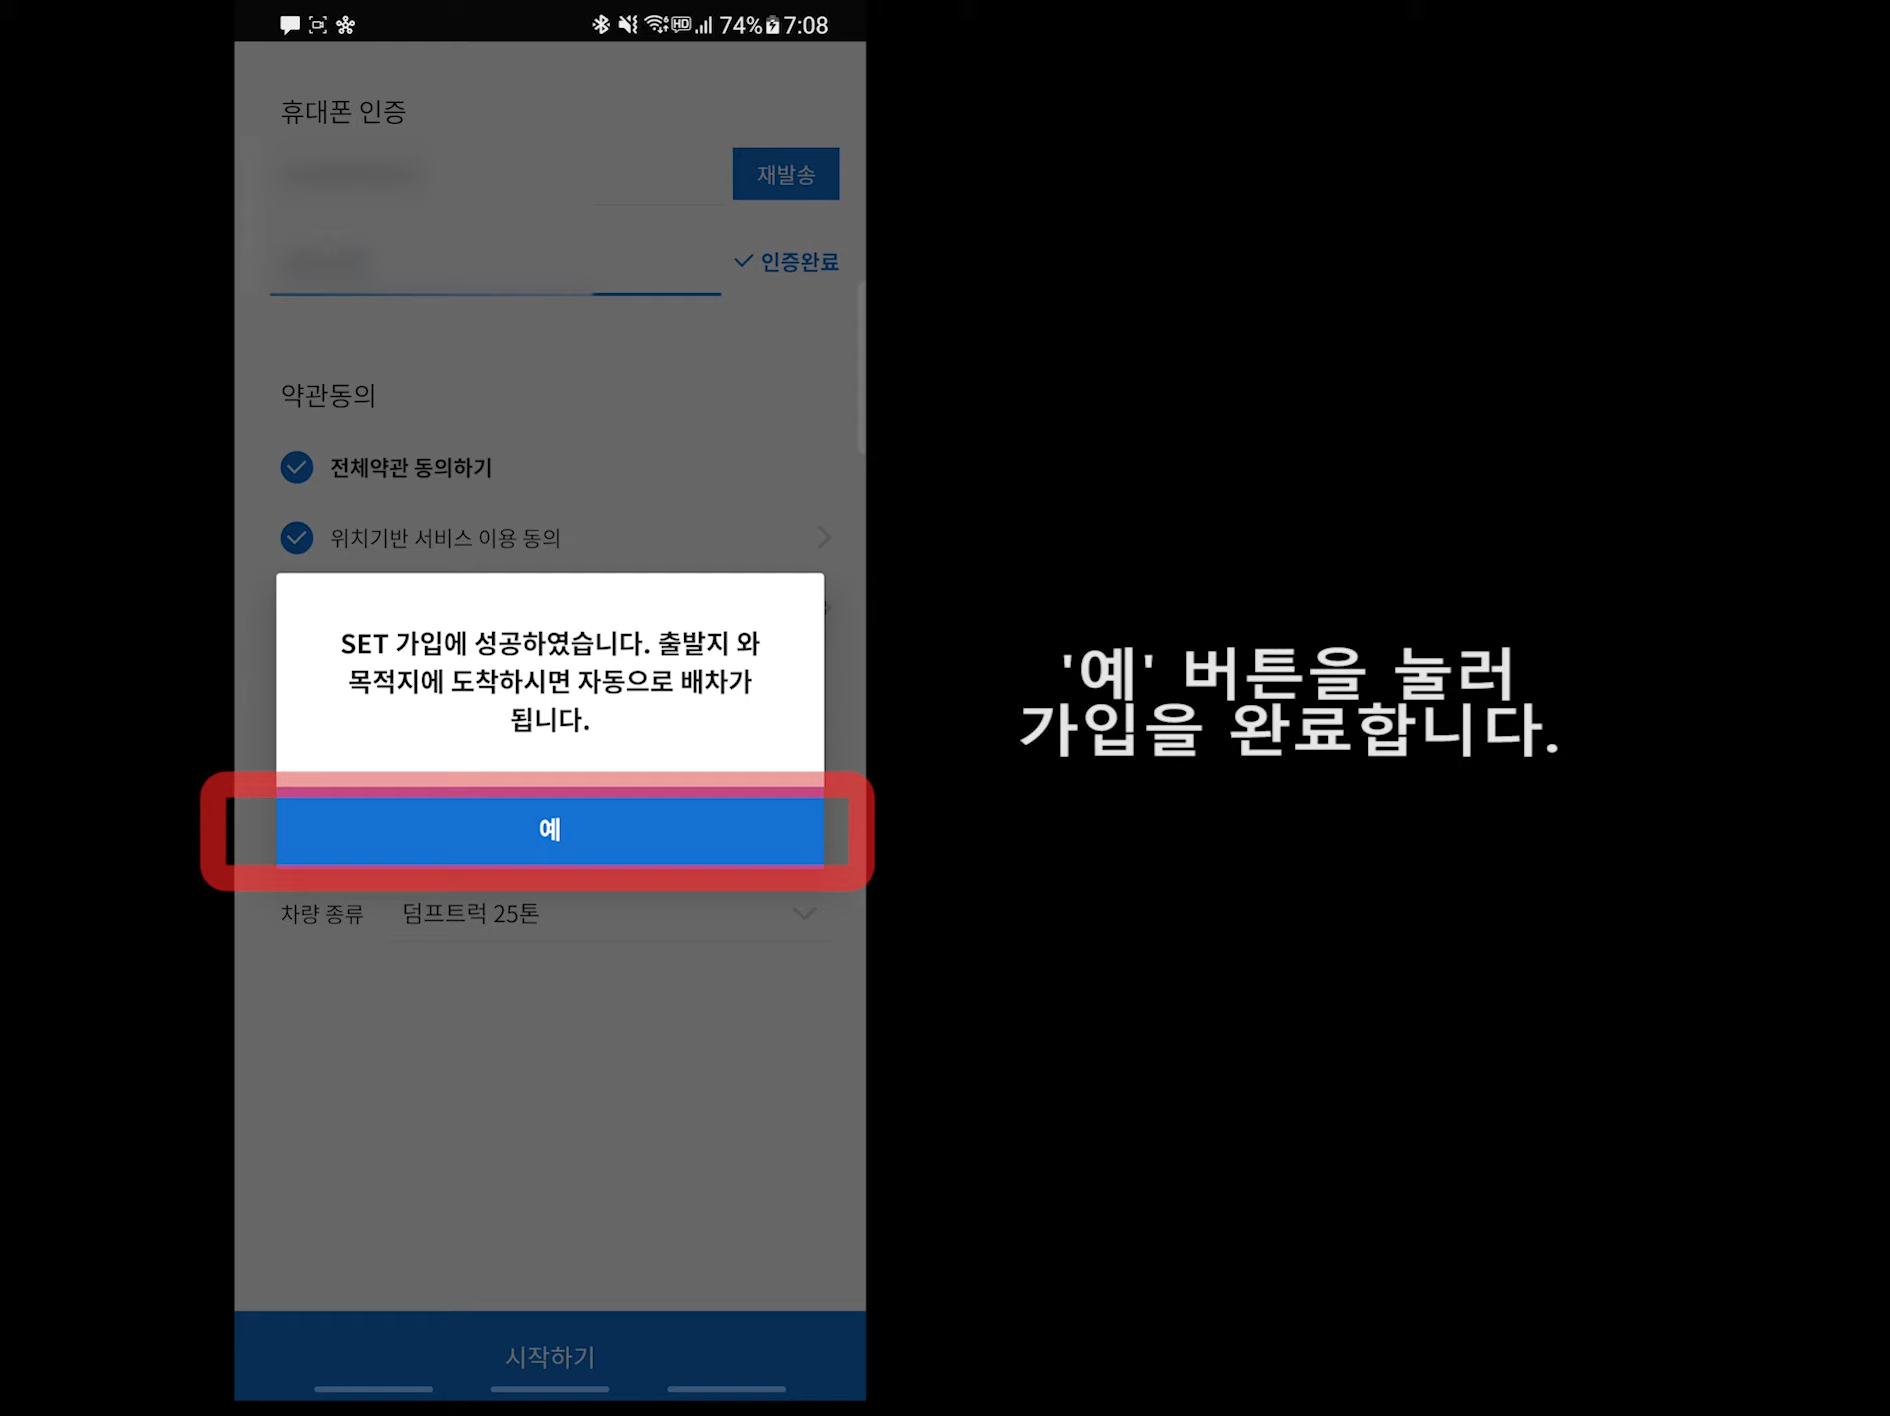 74% 7:08
휴대폰 인증
재발송
인증완료
약관동의
전체약관 동의하기
위치기반 서비스 이용 동의
SET 가입에 성공하였습니다. 출발지 와
목적지에 도착하시면 자동으로 배차가
됩니다.
예
차량 종류 덤프트럭 25톤
시작하기
'예' 버튼을 눌러
가입을 완료합니다.